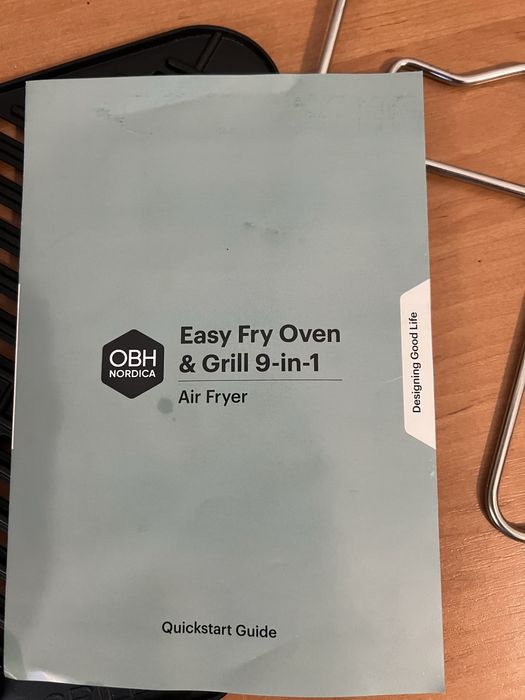 OBH
NORDICA
Easy Fry Oven
& Grill 9-in-1
Air Fryer
Designing Good Life
Quickstart Guide